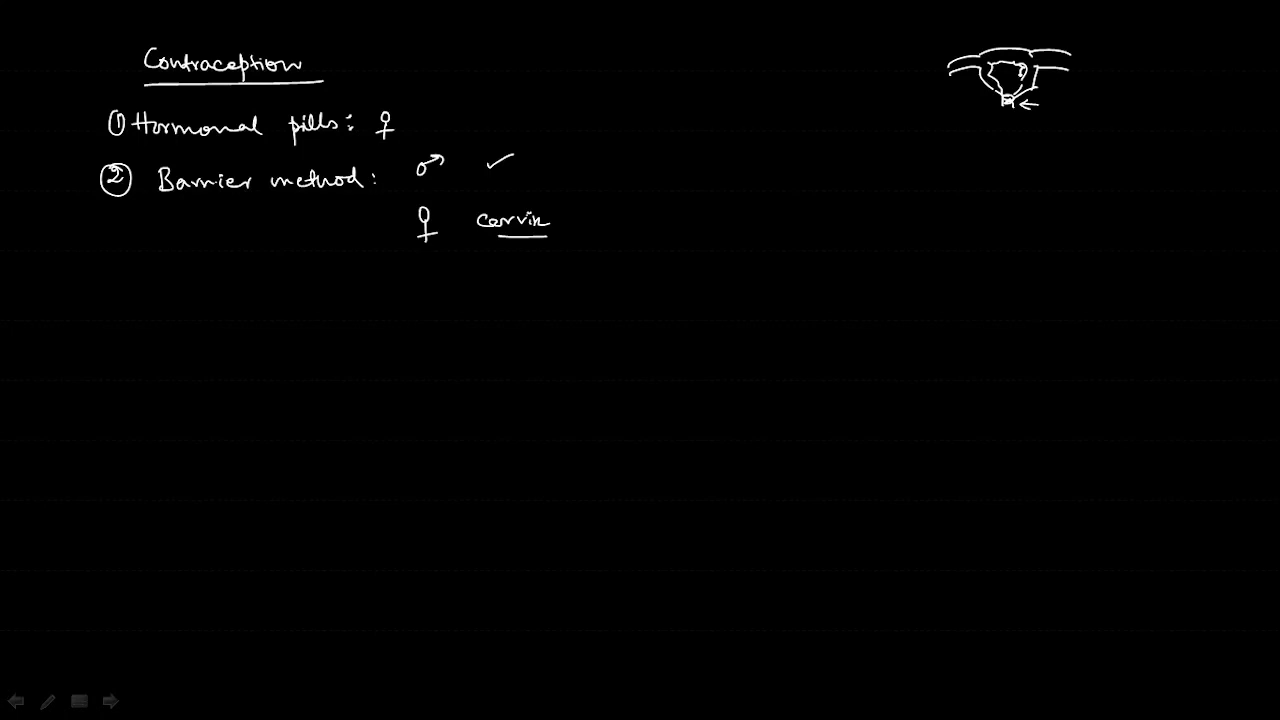 Contraception
① Hormonal pills: ♀
② Barrier method: ♂ ✓
♀ cervix